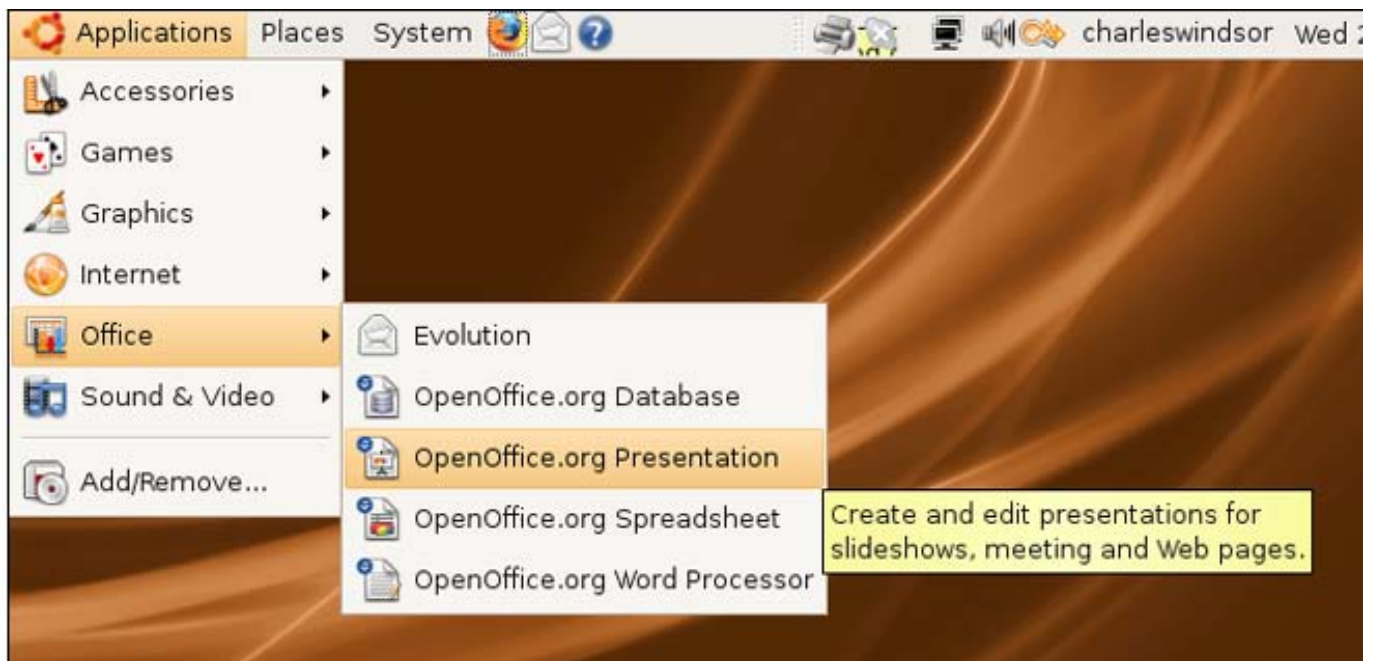 Applications Places System charleswindsor Wed
Accessories
Games
Graphics
Internet
Office
Sound & Video
Add/Remove...
Evolution
OpenOffice.org Database
OpenOffice.org Presentation
OpenOffice.org Spreadsheet
OpenOffice.org Word Processor
Create and edit presentations for
slideshows, meeting and Web pages.